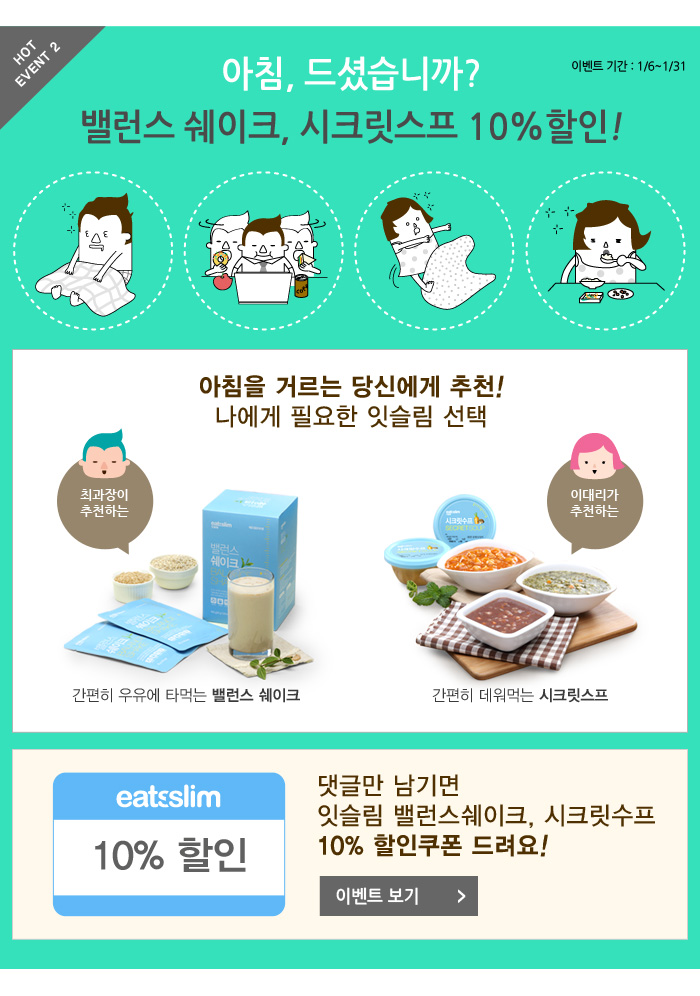 HOT
EVENT 2
이벤트 기간 : 1/6~1/31
아침, 드셨습니까?
밸런스 쉐이크, 시크릿스프 10%할인!
아침을 거르는 당신에게 추천!
나에게 필요한 잇슬림 선택
최과장이
추천하는
이대리가
추천하는
eatsslim
밸런스
쉐이크
시크릿수프
SECRET SOUP
간편히 우유에 타먹는 밸런스 쉐이크
간편히 데워먹는 시크릿스프
eatsslim
10% 할인
댓글만 남기면
잇슬림 밸런스쉐이크, 시크릿수프
10% 할인쿠폰 드려요!
이벤트 보기 >